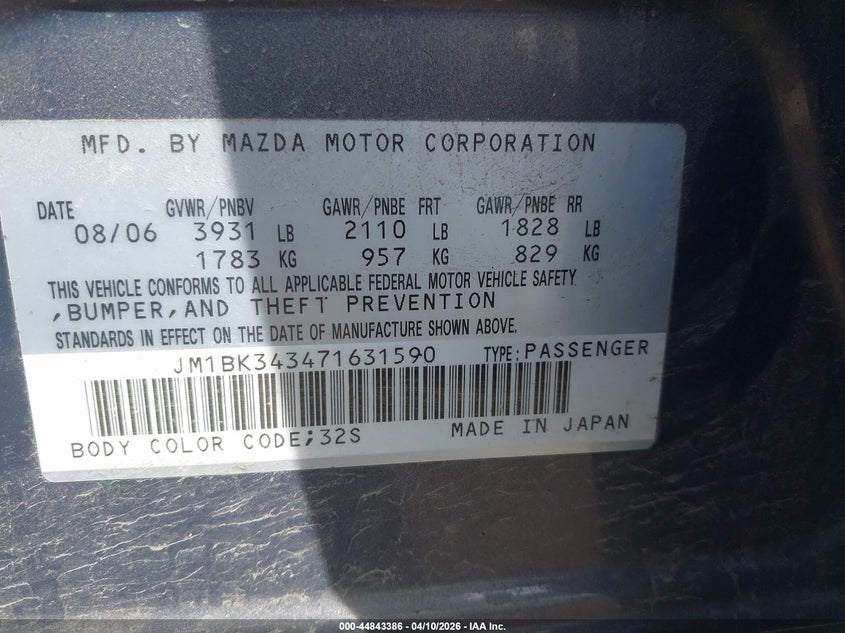 MFD. BY MAZDA MOTOR CORPORATION
DATE GVWR/PNBV GAWR/PNBE FRT GAWR/PNBE RR
08/06 3931 LB 2110 LB 1828 LB
1783 KG 957 KG 829 KG
THIS VEHICLE CONFORMS TO ALL APPLICABLE FEDERAL MOTOR VEHICLE SAFETY
,BUMPER,AND THEFT PREVENTION
STANDARDS IN EFFECT ON THE DATE OF MANUFACTURE SHOWN ABOVE.
JM1BK343471631590 TYPE:PASSENGER
BODY COLOR CODE;32S MADE IN JAPAN
000-44843386 - 04/10/2026 - IAA Inc.